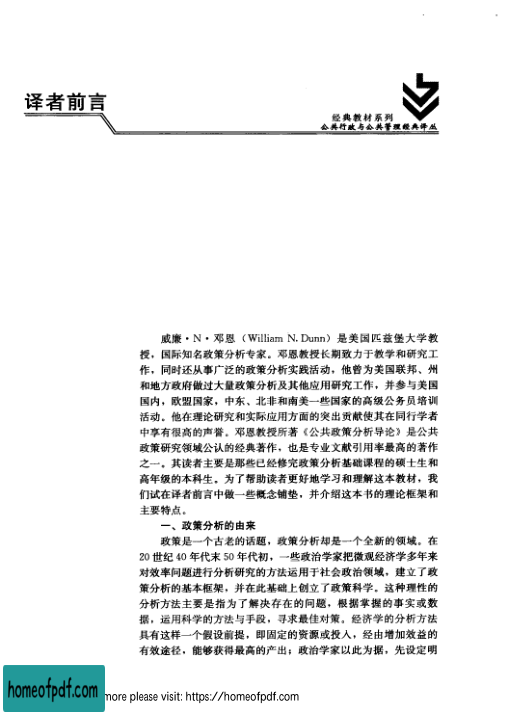 译者前言
经典教材系列
公共行政与公共管理经典译丛
威廉·N·邓恩（William N. Dunn）是美国匹兹堡大学教
授，国际知名政策分析专家。邓恩教授长期致力于教学和研究工
作，同时还从事广泛的政策分析实践活动，他曾为美国联邦、州
和地方政府做过大量政策分析及其他应用研究工作，并参与美国
国内，欧盟国家，中东、北非和南美一些国家的高级公务员培训
活动。他在理论研究和实际应用方面的突出贡献使其在同行学者
中享有很高的声誉。邓恩教授所著《公共政策分析导论》是公共
政策研究领域公认的经典著作，也是专业文献引用率最高的著作
之一。其读者主要是那些已经修完政策分析基础课程的硕士生和
高年级的本科生。为了帮助读者更好地学习和理解这本教材，我
们试在译者前言中做一些概念铺垫，并介绍这本书的理论框架和
主要特点。
一、政策分析的由来
政策是一个古老的话题，政策分析却是一个全新的领域。在
20 世纪 40 年代末 50 年代初，一些政治学家把微观经济学多年来
对效率问题进行分析研究的方法运用于社会政治领域，建立了政
策分析的基本框架，并在此基础上创立了政策科学。这种理性的
分析方法主要是指为了解决存在的问题，根据掌握的事实或数
据，运用科学的方法与手段，寻求最佳对策。经济学的分析方法
具有这样一个假设前提，即固定的资源或投入，经由增加效益的
有效途径，能够获得最高的产出；政治学家以此为据，先设定明
homeofpdf.com
more please visit: https://homeofpdf.com